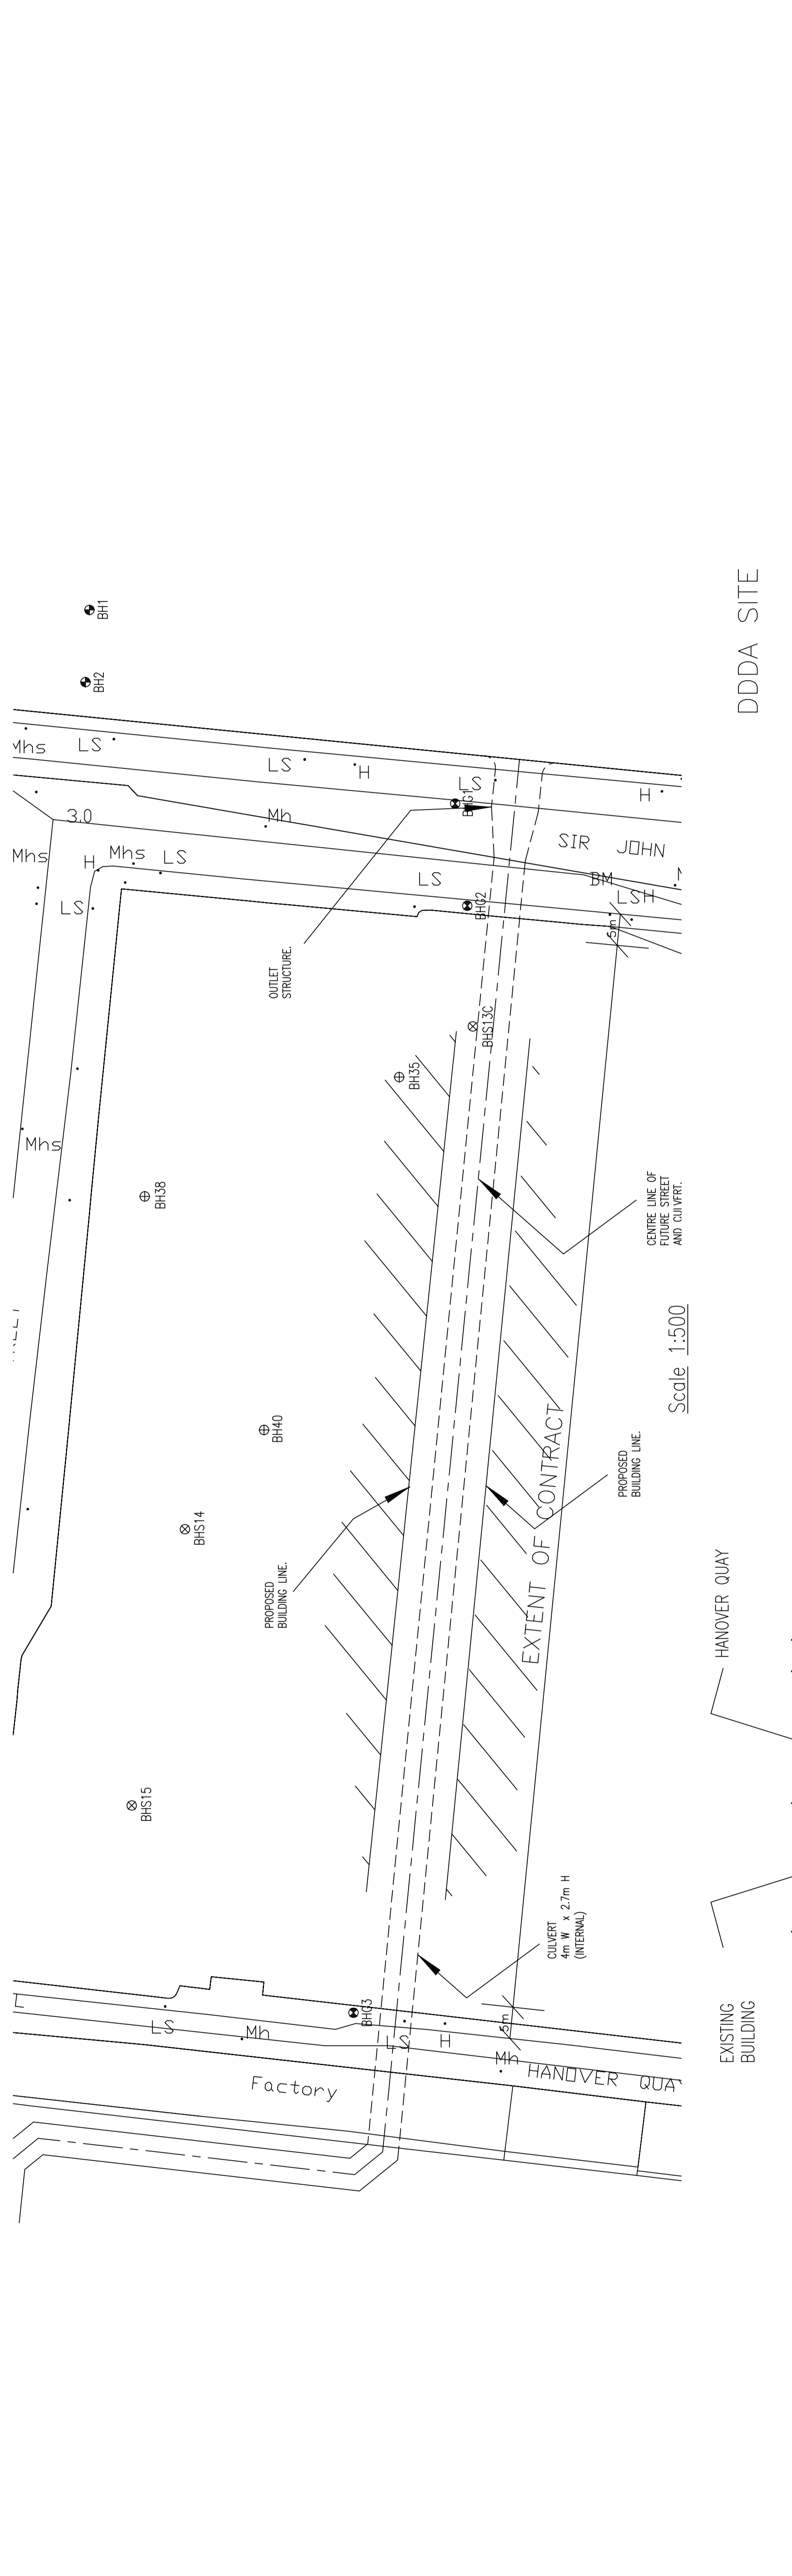 BH1
BH2
DDDA SITE
Mhs
LS
LS
H
LS
BHG1
H
3.0
Mh
SIR JOHN
Mhs
H
Mhs
LS
LS
BM
LSH
LS
BHG2
5m
OUTLET
STRUCTURE.
BHS13C
BH35
Mhs
BH38
CENTRE LINE OF
FUTURE STREET
AND CULVERT.
Scale 1:500
BH40
EXTENT OF CONTRACT
PROPOSED
BUILDING LINE.
BHS14
PROPOSED
BUILDING LINE.
HANOVER QUAY
BHS15
CULVERT
4m W x 2.7m H
(INTERNAL)
L
LS
Mh
BHG3
LS
H
5m
Mh
HANOVER QUA
EXISTING
BUILDING
Factory